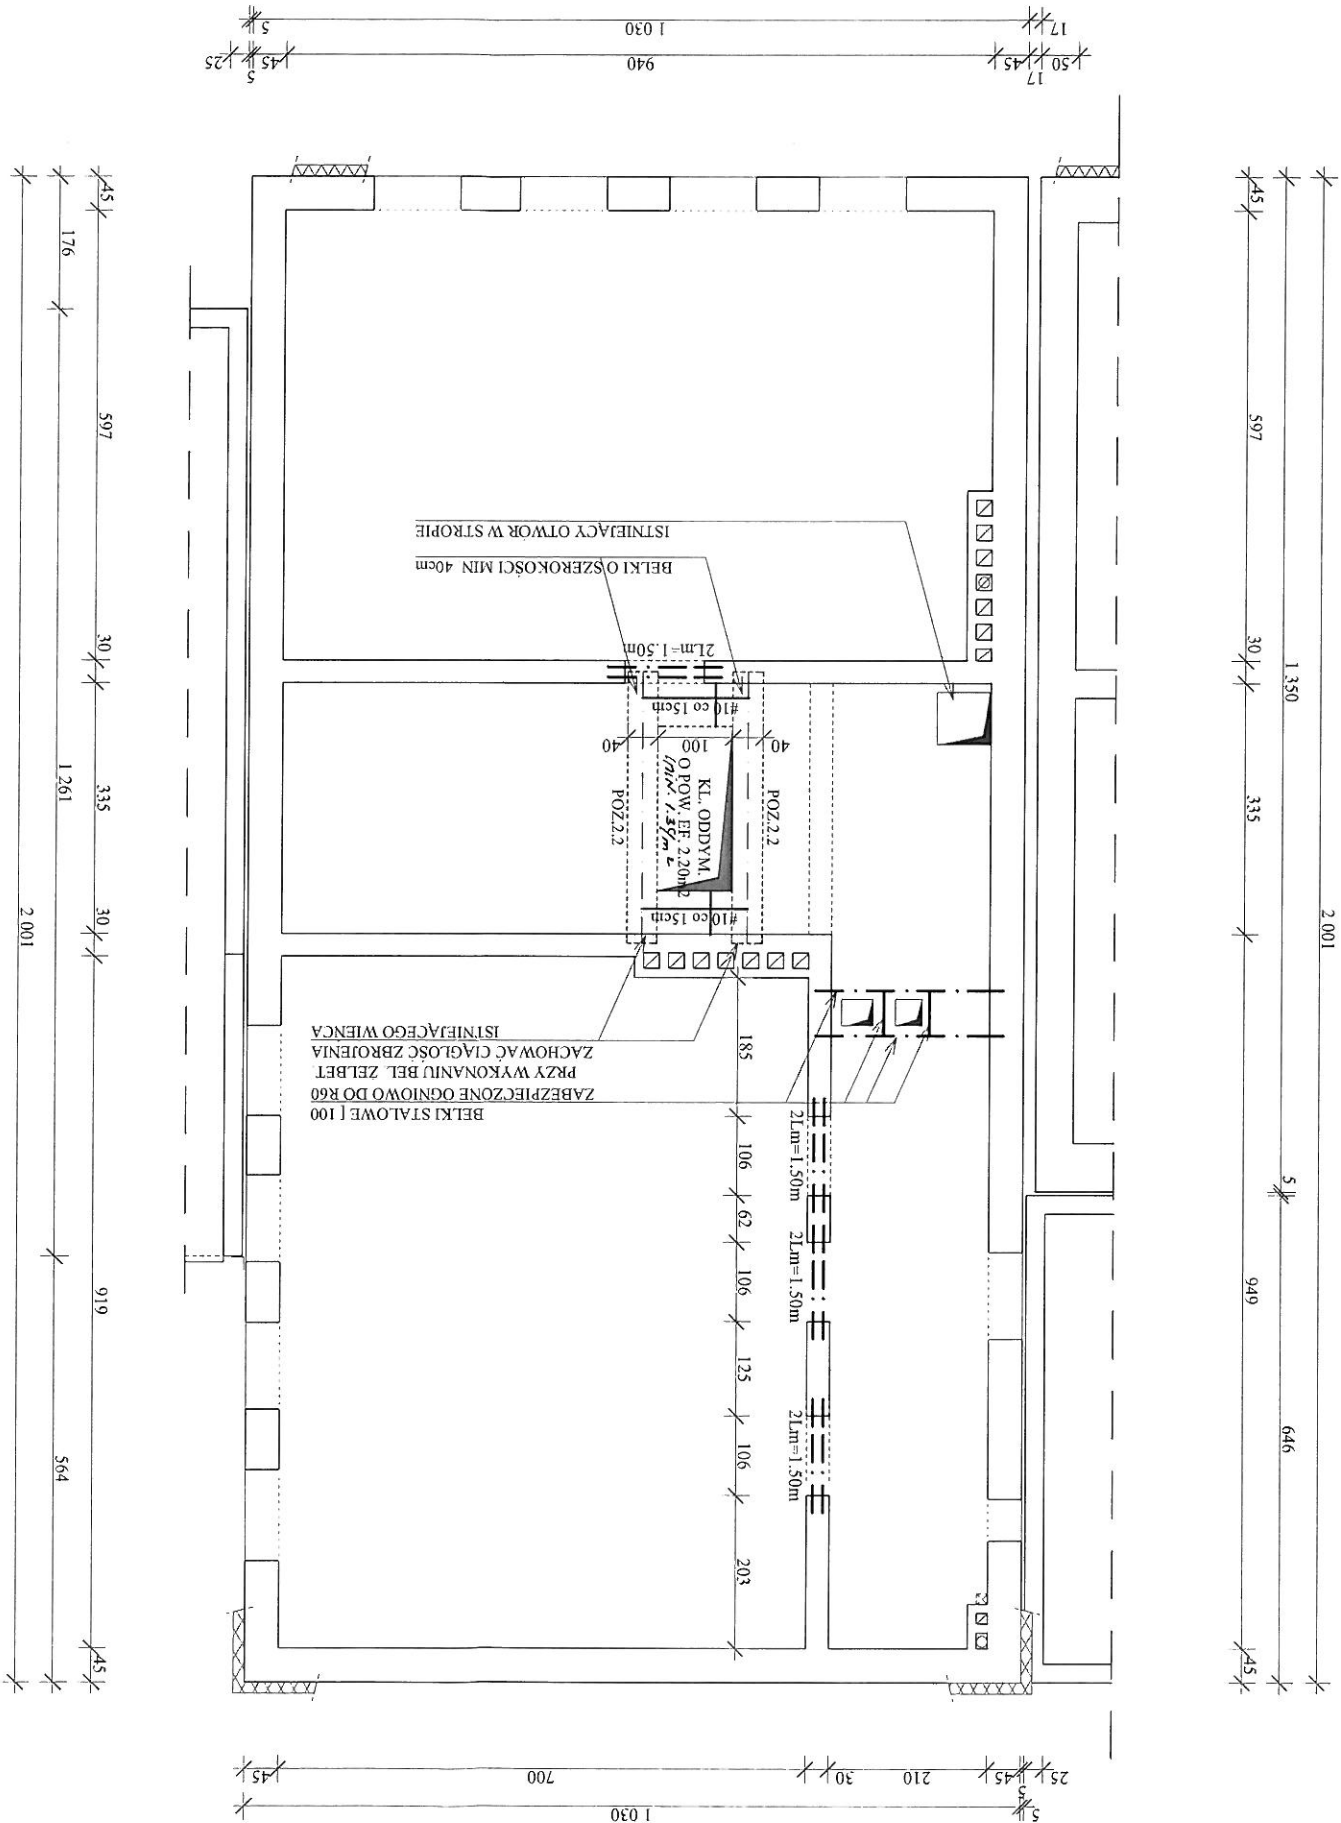 5
1 030
17
25
5
45
940
45
17
50
45
176
597
30
335
30
919
45
1 261
564
2 001
45
597
30
335
949
45
1 350
5
646
2 001
ISTNIEJĄCY OTWÓR W STROPIE
BELKI O SZEROKOŚCI MIN 40cm
2Lm=1.50m
#10 co 15cm
40
100
40
POZ.2.2
KL. ODDYM.
O POW. EF. 2.20m2
POZ.2.2
#10 co 15cm
BELKI STALOWE [ 100
ZABEZPIECZONE OGNIOWO DO R60
PRZY WYKONANIU BEL ŻELBET.
ZACHOWAĆ CIĄGŁOŚĆ ZBROJENIA
ISTNIEJĄCEGO WIEŃCA
185
106
62
106
125
106
203
2Lm=1.50m
2Lm=1.50m
2Lm=1.50m
45
700
30
210
45
5
25
1 030
5